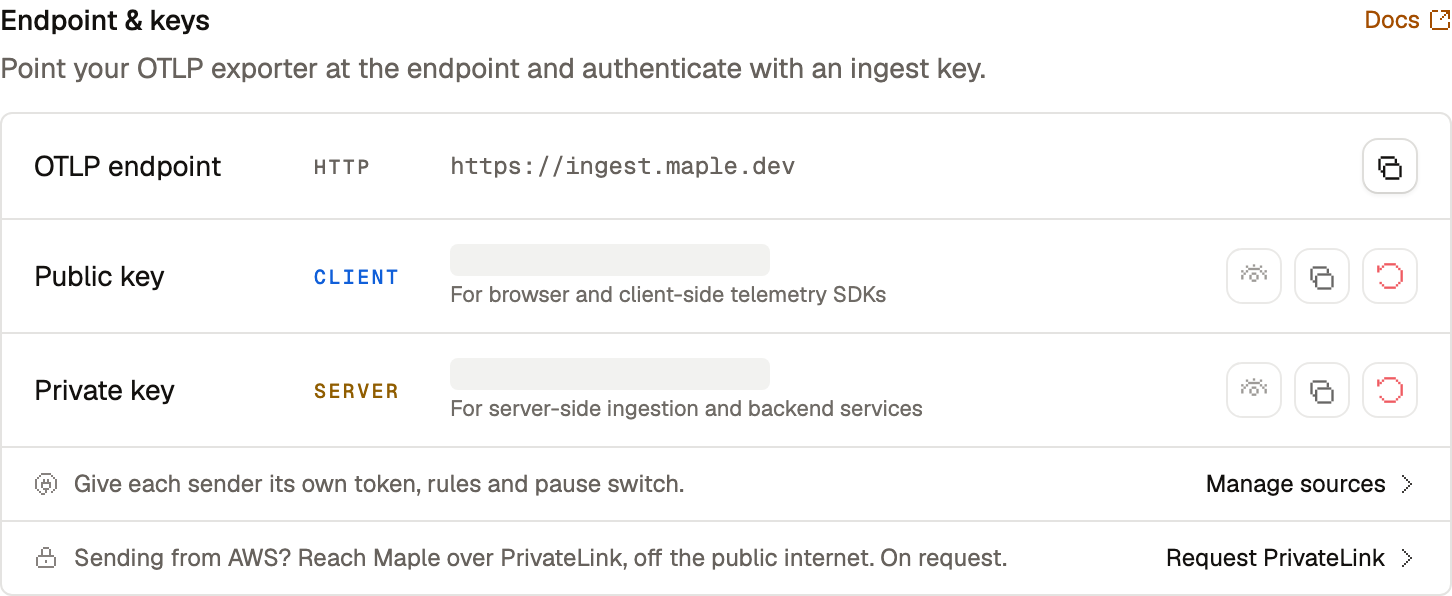 Endpoint & keys
Docs
Point your OTLP exporter at the endpoint and authenticate with an ingest key.
OTLP endpoint HTTP https://ingest.maple.dev
Public key CLIENT
For browser and client-side telemetry SDKs
Private key SERVER
For server-side ingestion and backend services
Give each sender its own token, rules and pause switch. Manage sources
Sending from AWS? Reach Maple over PrivateLink, off the public internet. On request. Request PrivateLink